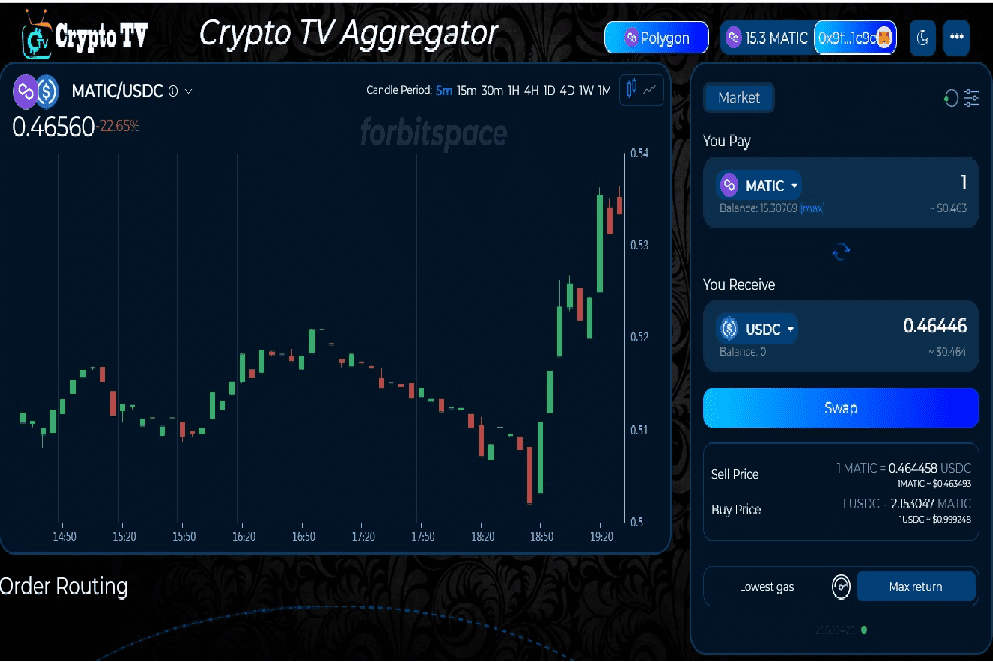 Crypto TV
Crypto TV Aggregator
Polygon
15.3 MATIC
0x9f...1c9c
MATIC/USDC
0.46560 -22.65%
Candle Period: 5m 15m 30m 1H 4H 1D 4D 1W 1M
forbitspace
0.54
0.53
0.52
0.51
0.5
14:50 15:20 15:50 16:20 16:50 17:20 17:50 18:20 18:50 19:20
Order Routing
Market
You Pay
MATIC
1
Balance: 15.30769 [max]
~ $0.463
You Receive
USDC
0.46446
Balance: 0
~ $0.464
Swap
Sell Price
1 MATIC = 0.464458 USDC
1 MATIC ~ $0.463493
Buy Price
1 USDC = 2.153047 MATIC
1 USDC ~ $0.999248
Lowest gas
Max return